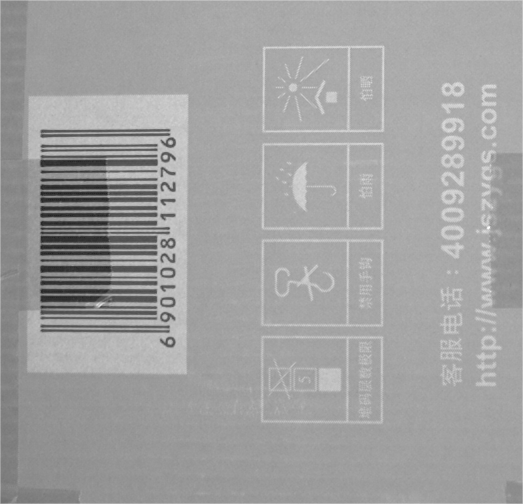 6 901028 112796
堆码层数极限
5
禁用手钩
怕雨
怕晒
客服电话：4009289918
http://www.jszygs.com